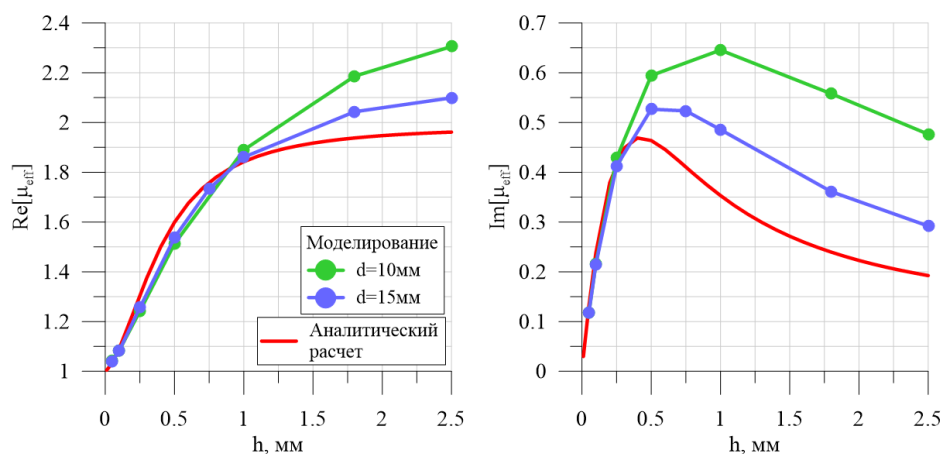 2.4
2.2
2
1.8
1.6
1.4
1.2
1
Re[μeff]
0 0.5 1 1.5 2 2.5
h, мм
Моделирование
d=10мм
d=15мм
Аналитический
расчет
0.7
0.6
0.5
0.4
0.3
0.2
0.1
0
Im[μeff]
0 0.5 1 1.5 2 2.5
h, мм